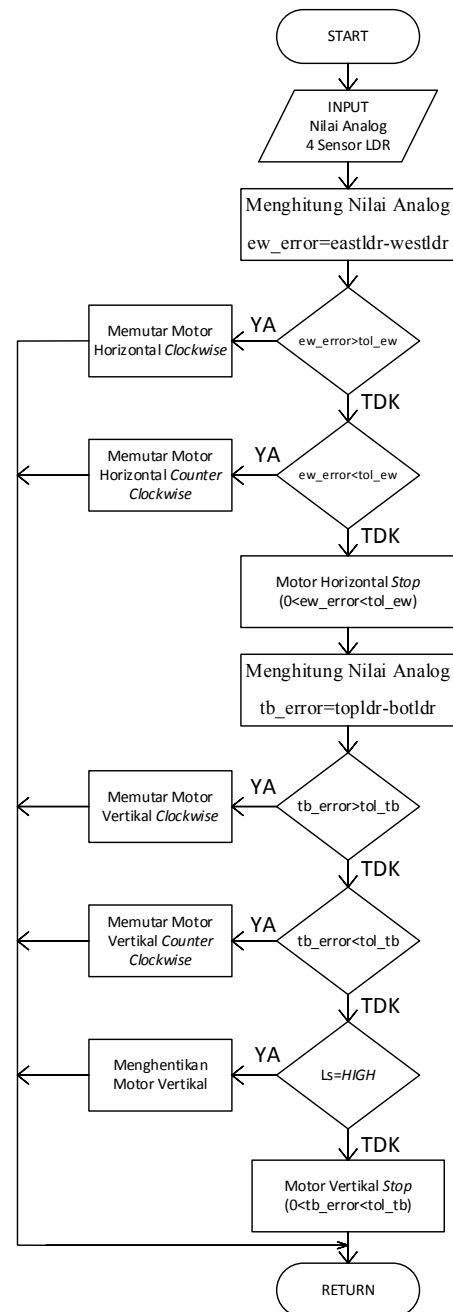 START
INPUT
Nilai Analog
4 Sensor LDR
Menghitung Nilai Analog
ew_error=eastldr-westldr
ew_error>tol_ew
YA
Memutar Motor
Horizontal Clockwise
TDK
ew_error<tol_ew
YA
Memutar Motor
Horizontal Counter
Clockwise
TDK
Motor Horizontal Stop
(0<ew_error<tol_ew)
Menghitung Nilai Analog
tb_error=topldr-botldr
tb_error>tol_tb
YA
Memutar Motor
Vertikal Clockwise
TDK
tb_error<tol_tb
YA
Memutar Motor
Vertikal Counter
Clockwise
TDK
Ls=HIGH
YA
Menghentikan
Motor Vertikal
TDK
Motor Vertikal Stop
(0<tb_error<tol_tb)
RETURN